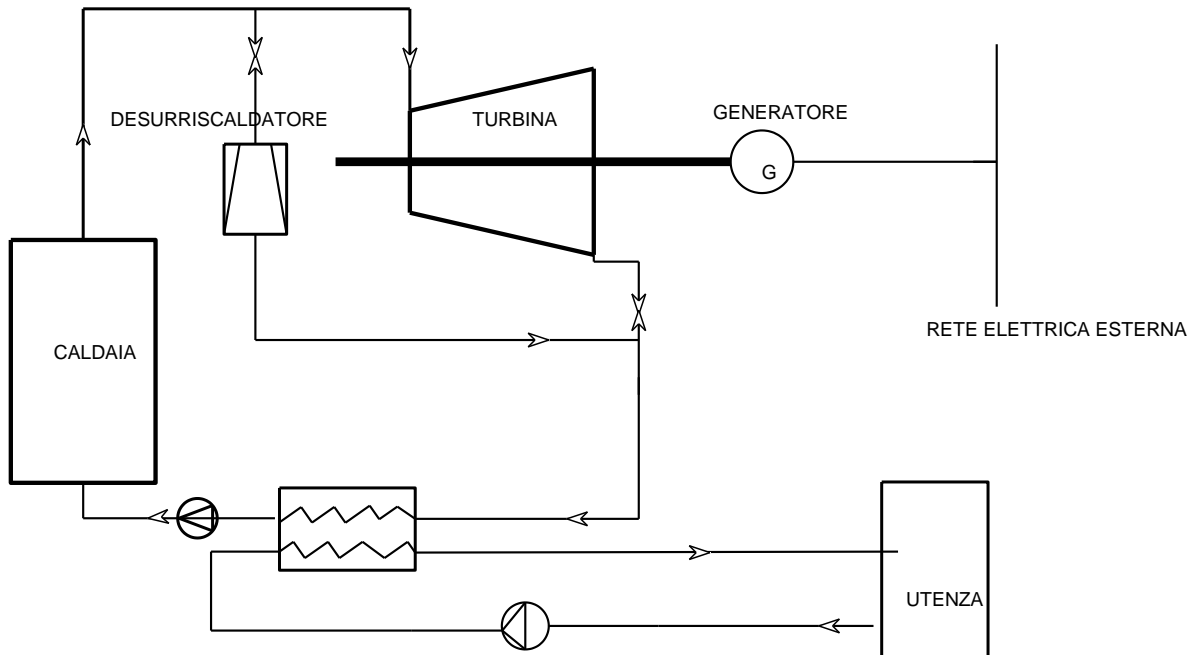 GENERATORE
DESURRISCALDATORE
TURBINA
G
RETE ELETTRICA ESTERNA
CALDAIA
UTENZA